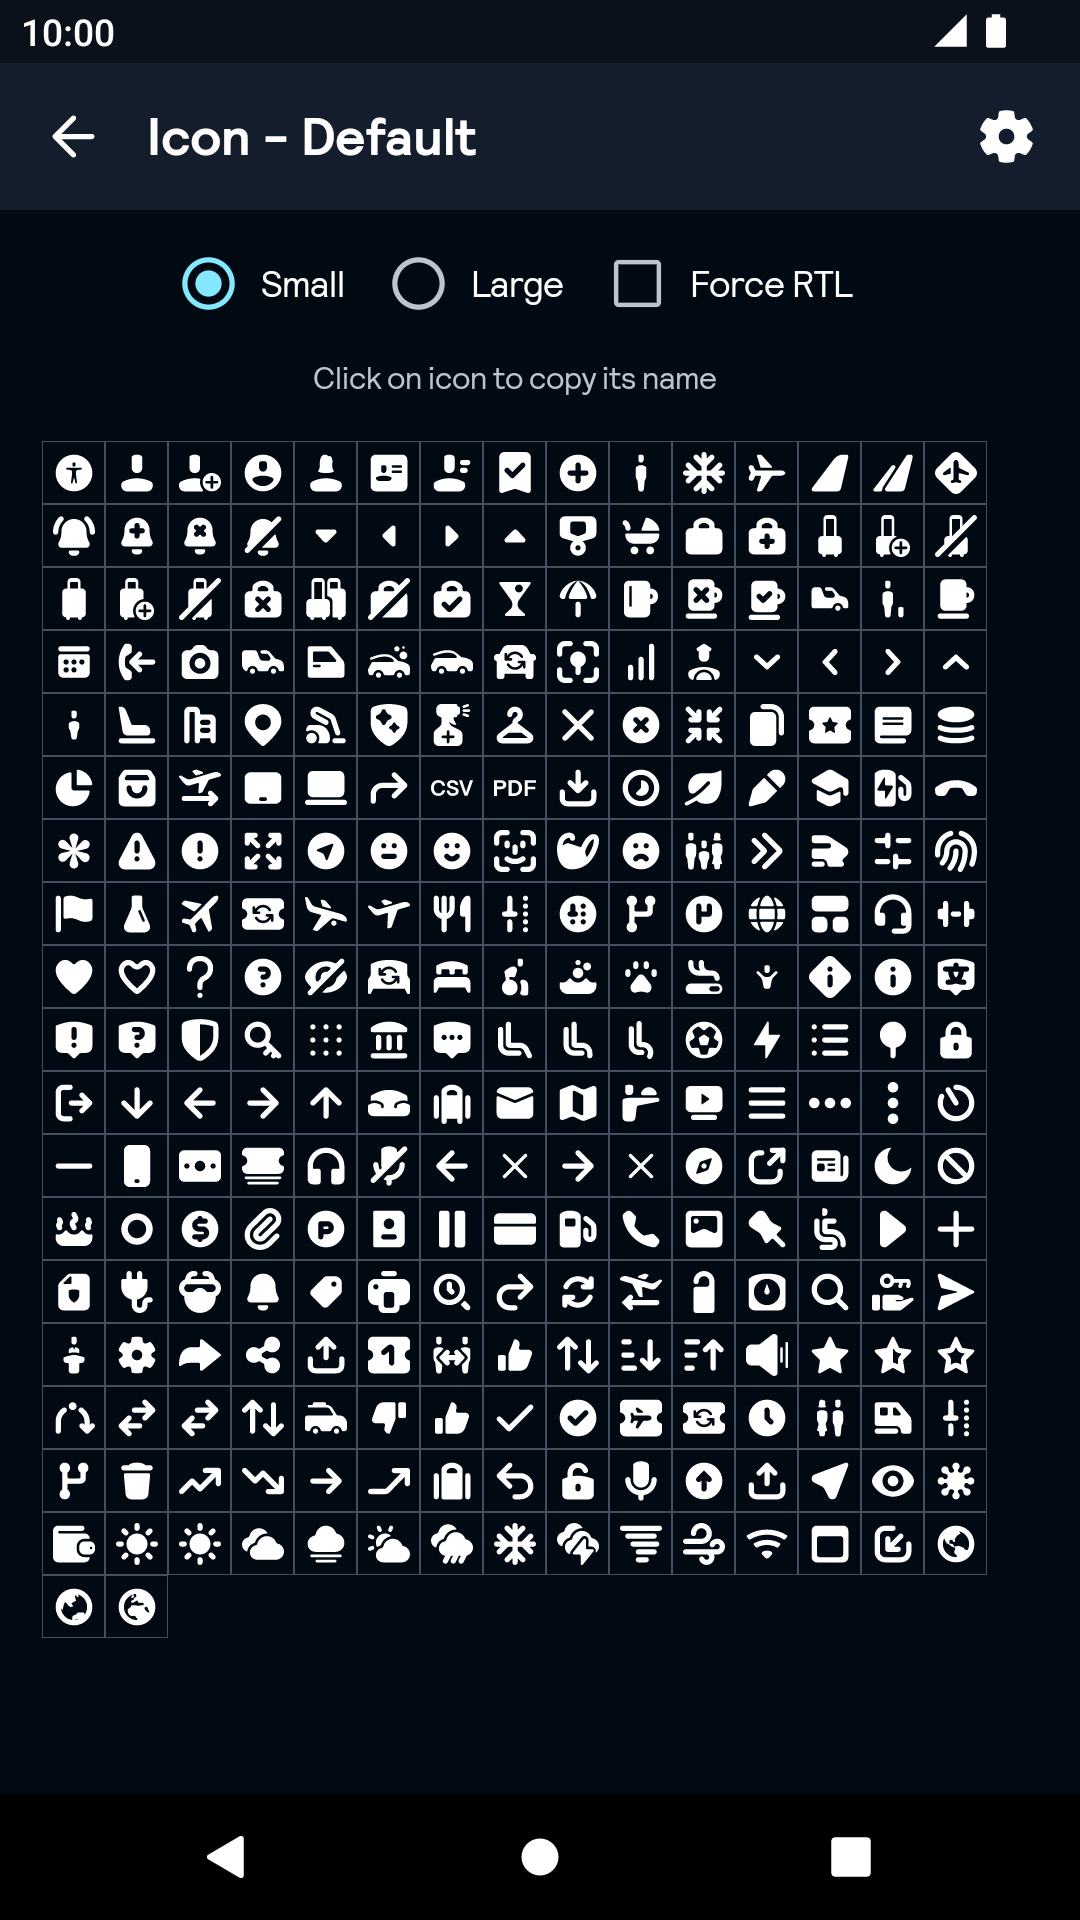 10:00
Icon - Default
Small
Large
Force RTL
Click on icon to copy its name
CSV
PDF